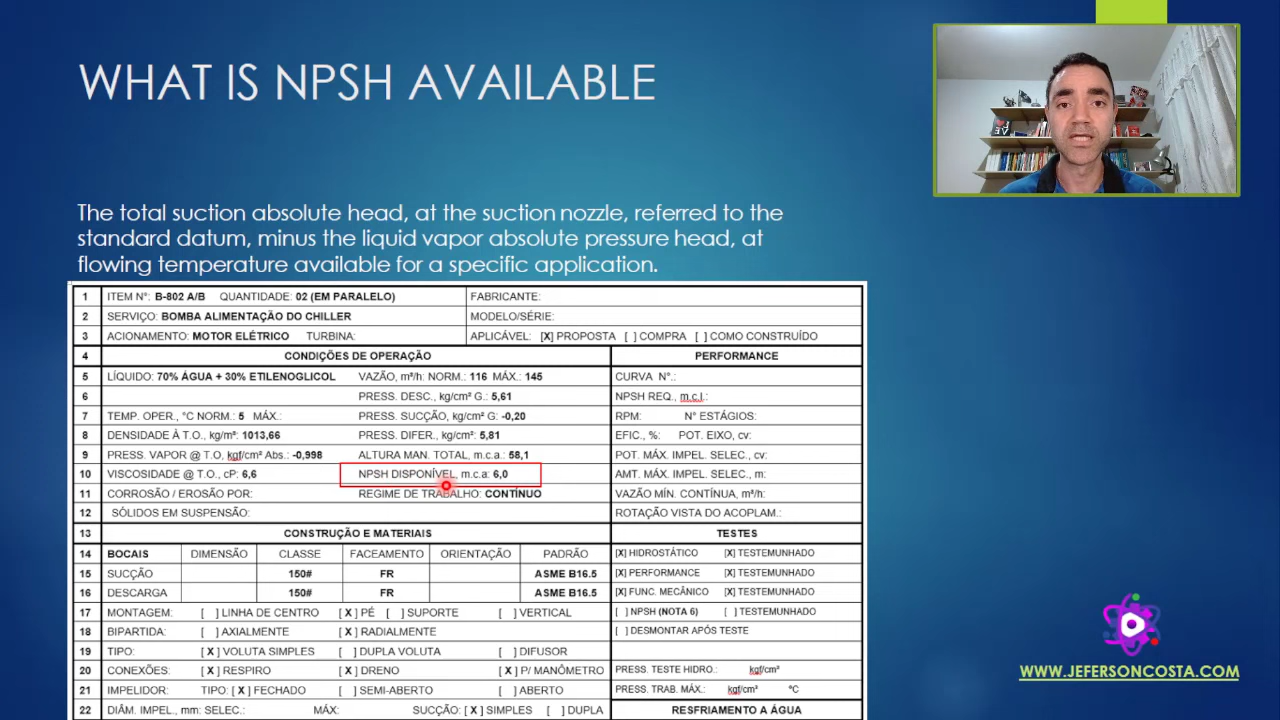 WHAT IS NPSH AVAILABLE
The total suction absolute head, at the suction nozzle, referred to the
standard datum, minus the liquid vapor absolute pressure head, at
flowing temperature available for a specific application.
1 ITEM Nº: B-802 A/B QUANTIDADE: 02 (EM PARALELO) FABRICANTE:
2 SERVIÇO: BOMBA ALIMENTAÇÃO DO CHILLER MODELO/SÉRIE:
3 ACIONAMENTO: MOTOR ELÉTRICO TURBINA: APLICÁVEL: [X] PROPOSTA [ ] COMPRA [ ] COMO CONSTRUÍDO
4 CONDIÇÕES DE OPERAÇÃO PERFORMANCE
5 LÍQUIDO: 70% ÁGUA + 30% ETILENOGLICOL VAZÃO, m³/h: NORM.: 116 MÁX.: 145 CURVA Nº.:
6 PRESS. DESC., kg/cm² G.: 5,61 NPSH REQ., m.c.l.:
7 TEMP. OPER., °C NORM.: 5 MÁX.: PRESS. SUCÇÃO, kg/cm² G: -0,20 RPM: N° ESTÁGIOS:
8 DENSIDADE À T.O., kg/m³: 1013,66 PRESS. DIFER., kg/cm²: 5,81 EFIC., %: POT. EIXO, cv:
9 PRESS. VAPOR @ T.O, kgf/cm² Abs.: -0,998 ALTURA MAN. TOTAL, m.c.a.: 58,1 POT. MÁX. IMPEL. SELEC., cv:
10 VISCOSIDADE @ T.O., cP: 6,6 NPSH DISPONÍVEL, m.c.a: 6,0 AMT. MÁX. IMPEL. SELEC., m:
11 CORROSÃO / EROSÃO POR: REGIME DE TRABALHO: CONTÍNUO VAZÃO MÍN. CONTÍNUA, m³/h:
12 SÓLIDOS EM SUSPENSÃO: ROTAÇÃO VISTA DO ACOPLAM.:
13 CONSTRUÇÃO E MATERIAIS TESTES
14 BOCAIS DIMENSÃO CLASSE FACEAMENTO ORIENTAÇÃO PADRÃO [X] HIDROSTÁTICO [X] TESTEMUNHADO
15 SUCÇÃO 150# FR ASME B16.5 [X] PERFORMANCE [X] TESTEMUNHADO
16 DESCARGA 150# FR ASME B16.5 [X] FUNC. MECÂNICO [X] TESTEMUNHADO
17 MONTAGEM: [ ] LINHA DE CENTRO [ X ] PÉ [ ] SUPORTE [ ] VERTICAL [ ] NPSH (NOTA 6) [ ] TESTEMUNHADO
18 BIPARTIDA: [ ] AXIALMENTE [ X ] RADIALMENTE [ ] DESMONTAR APÓS TESTE
19 TIPO: [ X ] VOLUTA SIMPLES [ ] DUPLA VOLUTA [ ] DIFUSOR
20 CONEXÕES: [ X ] RESPIRO [ X ] DRENO [ X ] P/ MANÔMETRO PRESS. TESTE HIDRO.: kgf/cm²
21 IMPELIDOR: TIPO: [ X ] FECHADO [ ] SEMI-ABERTO [ ] ABERTO PRESS. TRAB. MÁX.: kgf/cm² ºC
22 DIÂM. IMPEL., mm: SELEC.: MÁX: SUCÇÃO: [ X ] SIMPLES [ ] DUPLA RESFRIAMENTO A ÁGUA
WWW.JEFERSONCOSTA.COM